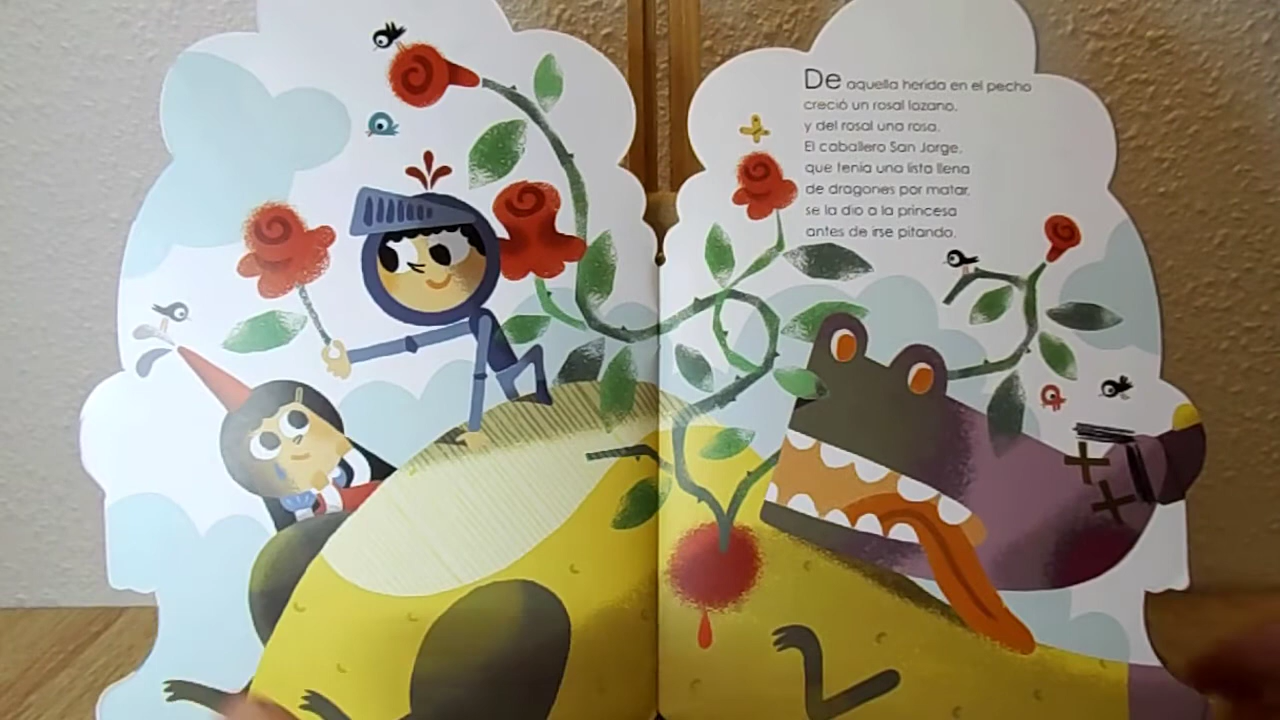 De aquella herida en el pecho
creció un rosal lozano,
y del rosal una rosa.
El caballero San Jorge,
que tenía una lista llena
de dragones por matar,
se la dio a la princesa
antes de irse pitando.